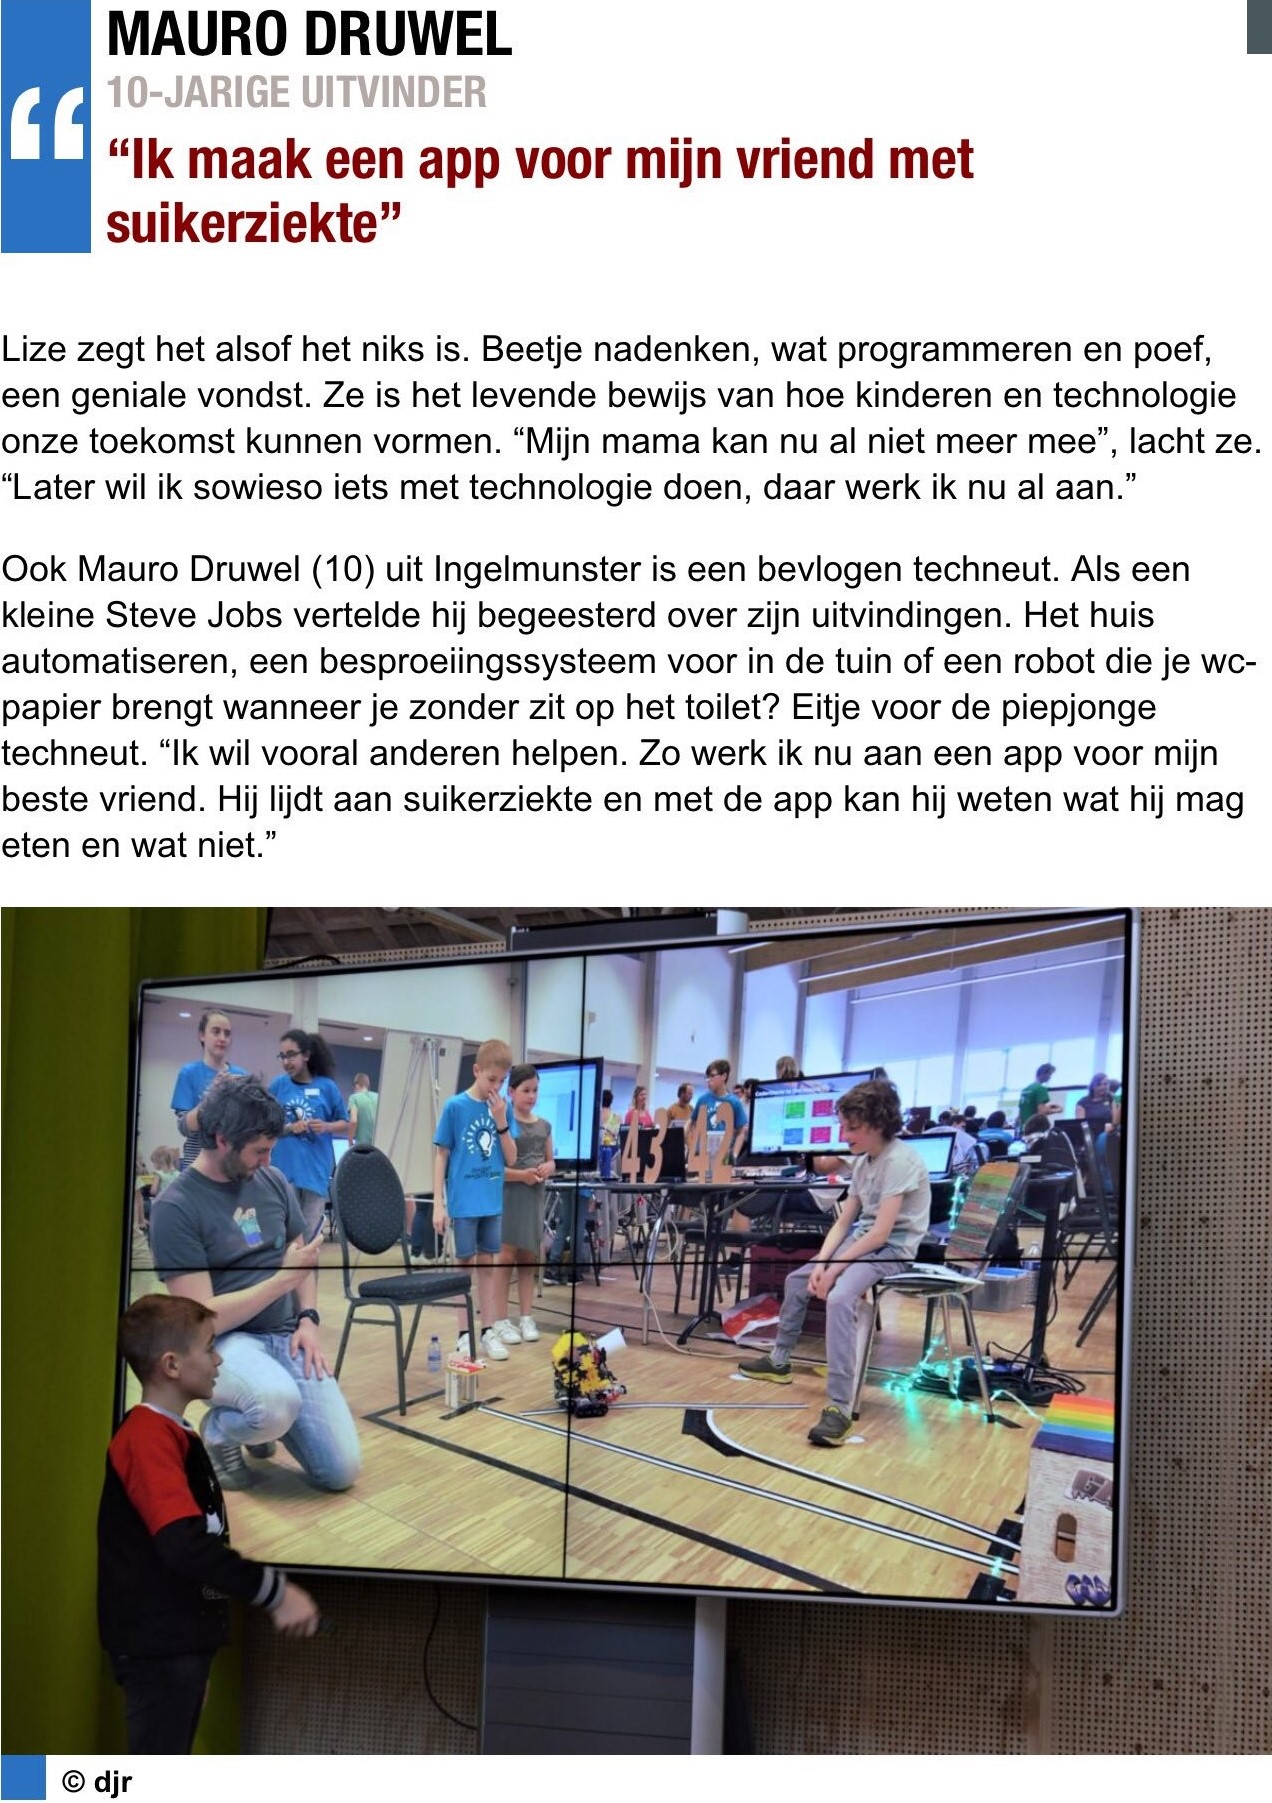 “
MAURO DRUWEL
10-JARIGE UITVINDER
“Ik maak een app voor mijn vriend met
suikerziekte”
Lize zegt het alsof het niks is. Beetje nadenken, wat programmeren en poef,
een geniale vondst. Ze is het levende bewijs van hoe kinderen en technologie
onze toekomst kunnen vormen. “Mijn mama kan nu al niet meer mee”, lacht ze.
“Later wil ik sowieso iets met technologie doen, daar werk ik nu al aan.”
Ook Mauro Druwel (10) uit Ingelmunster is een bevlogen techneut. Als een
kleine Steve Jobs vertelde hij begeesterd over zijn uitvindingen. Het huis
automatiseren, een besproeiingssysteem voor in de tuin of een robot die je wc-
papier brengt wanneer je zonder zit op het toilet? Eitje voor de piepjonge
techneut. “Ik wil vooral anderen helpen. Zo werk ik nu aan een app voor mijn
beste vriend. Hij lijdt aan suikerziekte en met de app kan hij weten wat hij mag
eten en wat niet.”
43 42
© djr